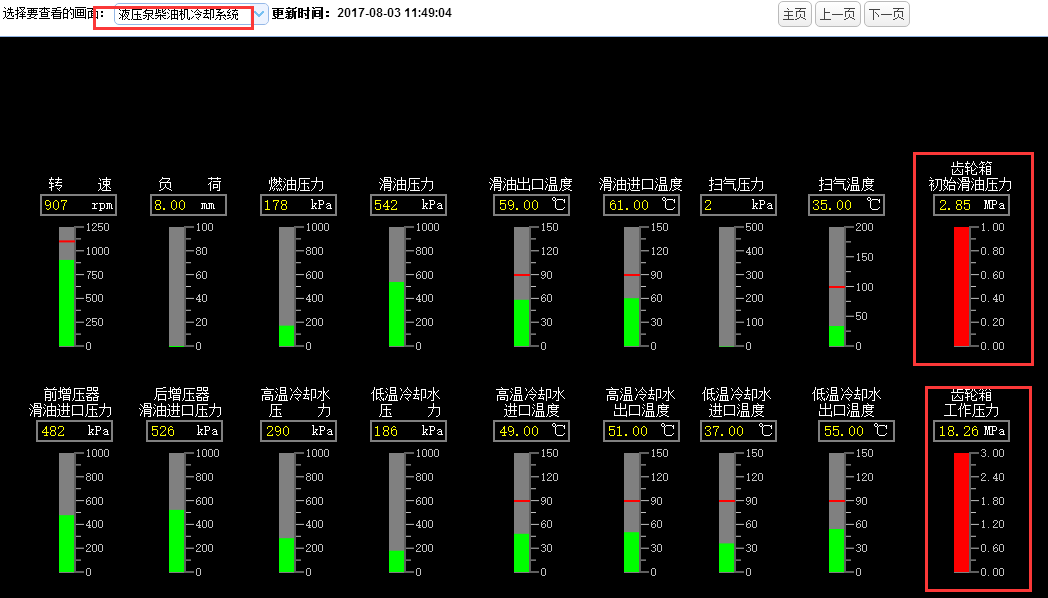 选择要查看的画面： 液压泵柴油机冷却系统 更新时间：2017-08-03 11:49:04 主页 上一页 下一页
转 速
907 rpm
1250
1000
750
500
250
0
负 荷
8.00 mm
100
80
60
40
20
0
燃油压力
178 kPa
1000
800
600
400
200
0
滑油压力
542 kPa
1000
800
600
400
200
0
滑油出口温度
59.00 ℃
150
120
90
60
30
0
滑油进口温度
61.00 ℃
150
120
90
60
30
0
扫气压力
2 kPa
500
400
300
200
100
0
扫气温度
35.00 ℃
200
150
100
50
0
齿轮箱
初始滑油压力
2.85 MPa
1.00
0.80
0.60
0.40
0.20
0.00
前增压器
滑油进口压力
482 kPa
1000
800
600
400
200
0
后增压器
滑油进口压力
526 kPa
1000
800
600
400
200
0
高温冷却水
压 力
290 kPa
1000
800
600
400
200
0
低温冷却水
压 力
186 kPa
1000
800
600
400
200
0
高温冷却水
进口温度
49.00 ℃
150
120
90
60
30
0
高温冷却水
出口温度
51.00 ℃
150
120
90
60
30
0
低温冷却水
进口温度
37.00 ℃
150
120
90
60
30
0
低温冷却水
出口温度
55.00 ℃
150
120
90
60
30
0
齿轮箱
工作压力
18.26 MPa
3.00
2.40
1.80
1.20
0.60
0.00